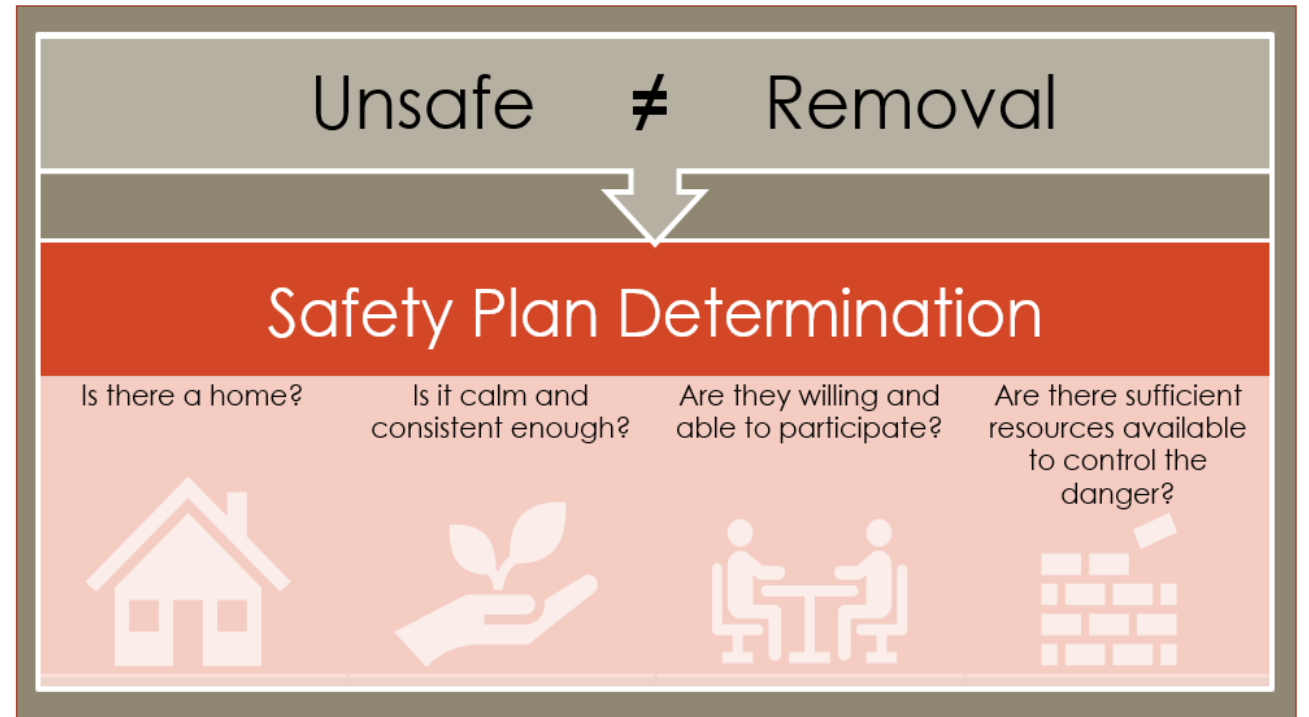 Unsafe ≠ Removal
Safety Plan Determination
Is there a home?
Is it calm and
consistent enough?
Are they willing and
able to participate?
Are there sufficient
resources available
to control the
danger?